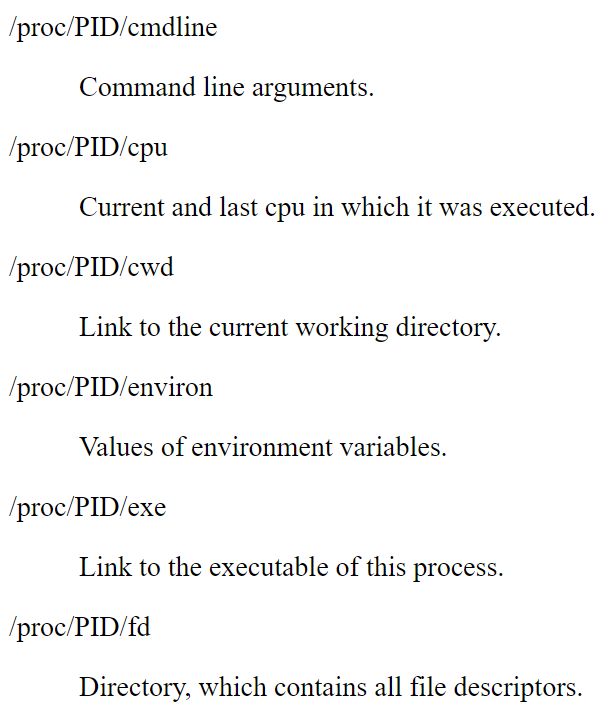 /proc/PID/cmdline
Command line arguments.
/proc/PID/cpu
Current and last cpu in which it was executed.
/proc/PID/cwd
Link to the current working directory.
/proc/PID/environ
Values of environment variables.
/proc/PID/exe
Link to the executable of this process.
/proc/PID/fd
Directory, which contains all file descriptors.